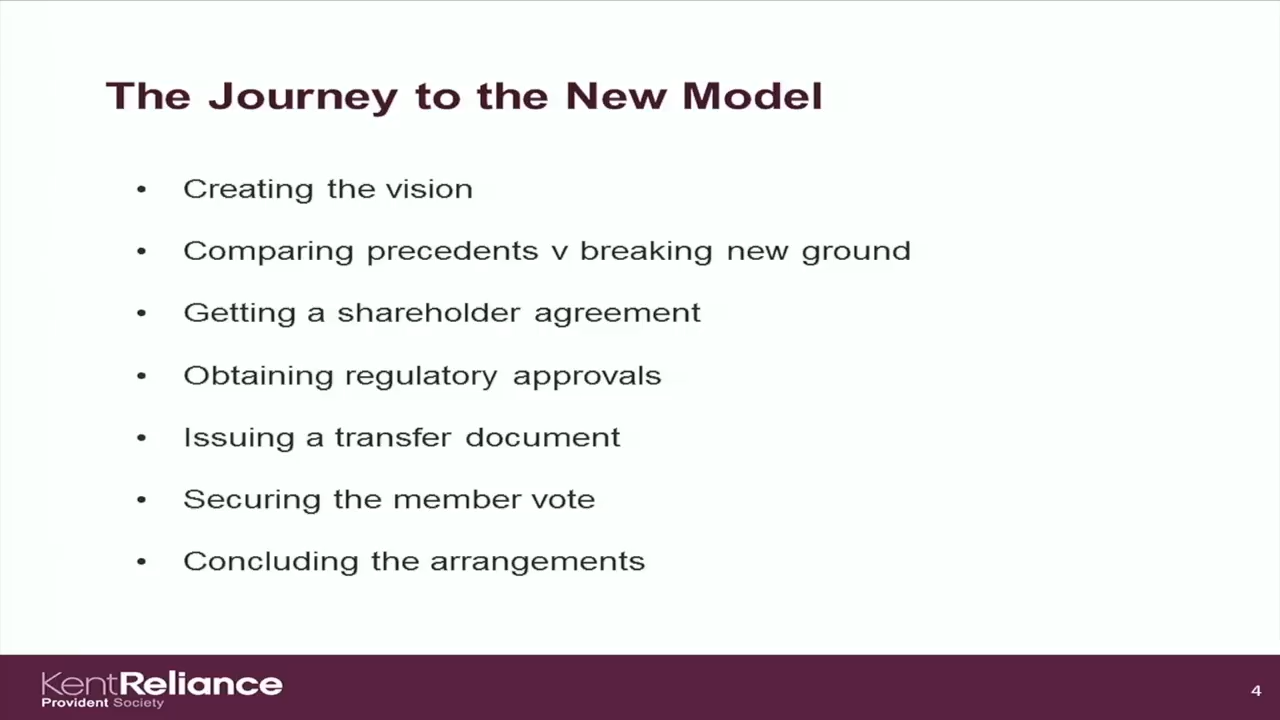 The Journey to the New Model
• Creating the vision
• Comparing precedents v breaking new ground
• Getting a shareholder agreement
• Obtaining regulatory approvals
• Issuing a transfer document
• Securing the member vote
• Concluding the arrangements
KentReliance
Provident Society
4